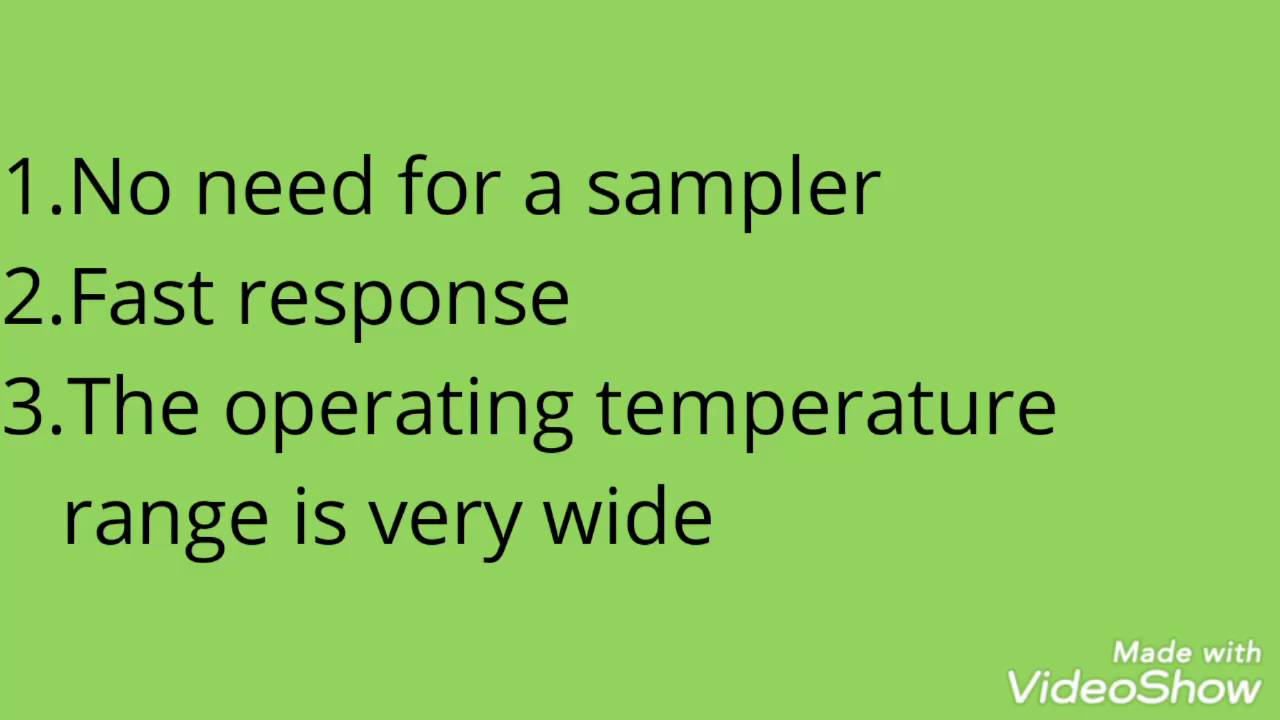 1.No need for a sampler
2.Fast response
3.The operating temperature
range is very wide
Made with
VideoShow